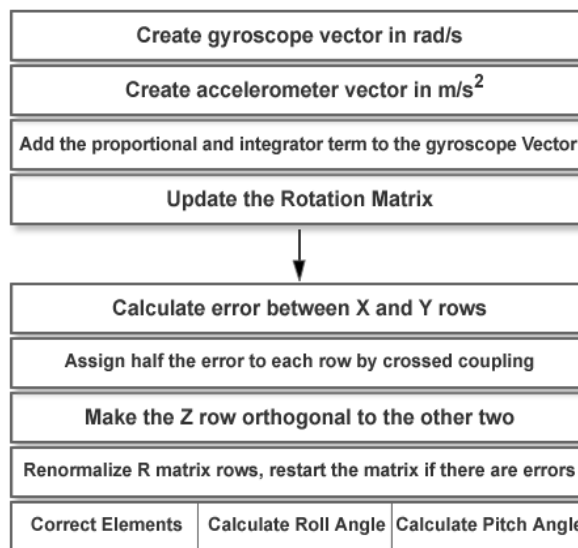 Create gyroscope vector in rad/s
Create accelerometer vector in m/s²
Add the proportional and integrator term to the gyroscope Vector
Update the Rotation Matrix
Calculate error between X and Y rows
Assign half the error to each row by crossed coupling
Make the Z row orthogonal to the other two
Renormalize R matrix rows, restart the matrix if there are errors
Correct Elements Calculate Roll Angle Calculate Pitch Angle